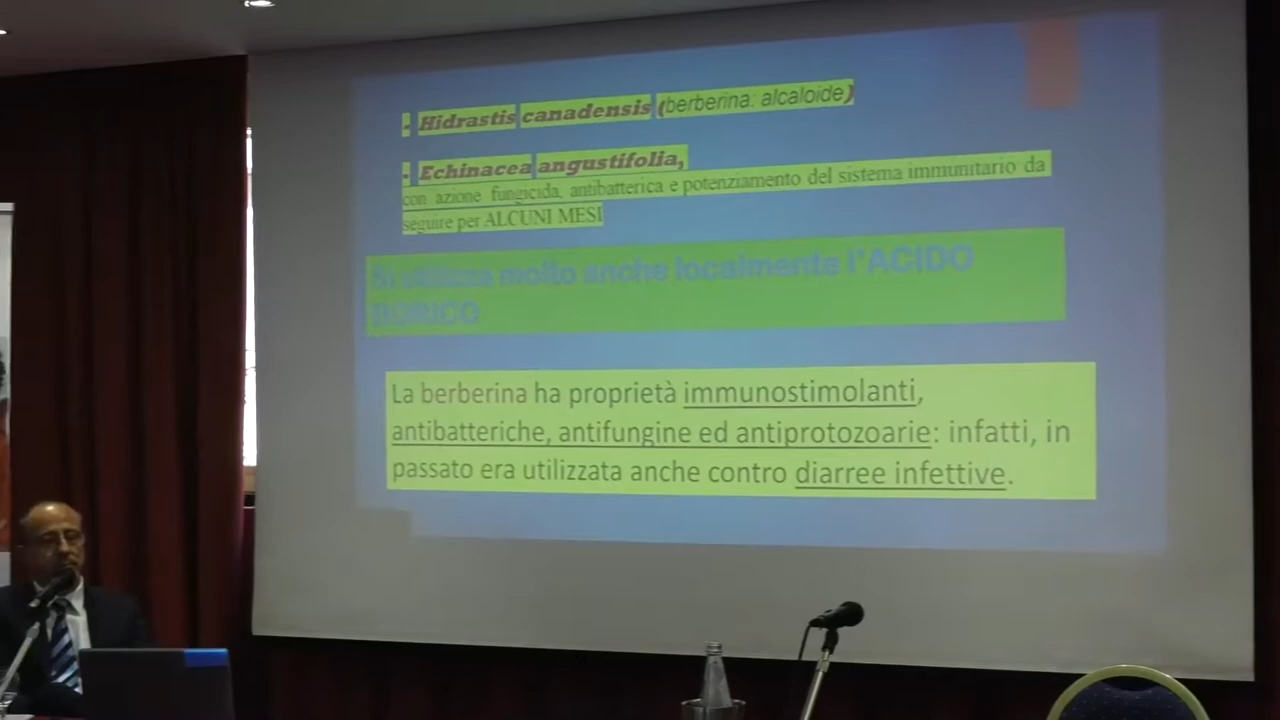 - Hidrastis canadensis (berberina: alcaloide)
- Echinacea angustifolia,
con azione fungicida, antibatterica e potenziamento del sistema immunitario da
seguire per ALCUNI MESI
Si utilizza molto anche localmente l'ACIDO
BORICO
La berberina ha proprietà immunostimolanti,
antibatteriche, antifungine ed antiprotozoarie: infatti, in
passato era utilizzata anche contro diarree infettive.